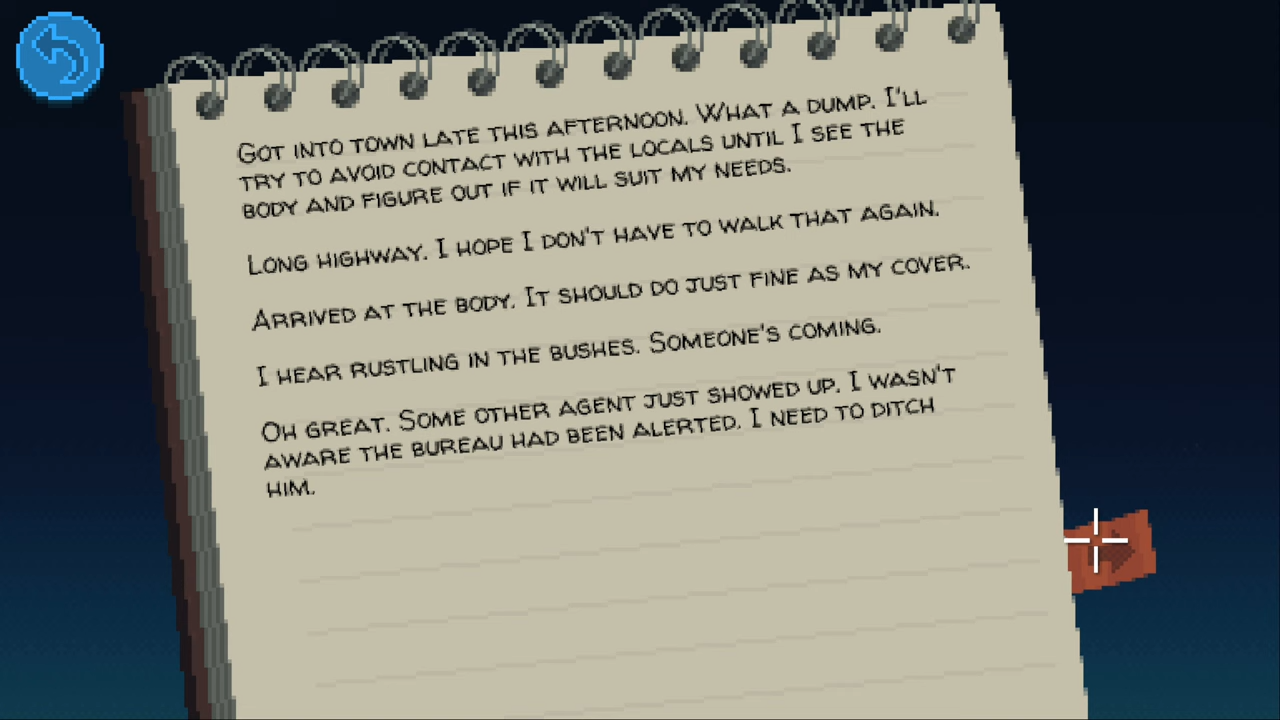 Got into town late this afternoon. What a dump. I'll
try to avoid contact with the locals until I see the
body and figure out if it will suit my needs.
Long highway. I hope I don't have to walk that again.
Arrived at the body. It should do just fine as my cover.
I hear rustling in the bushes. Someone's coming.
Oh great. Some other agent just showed up. I wasn't
aware the bureau had been alerted. I need to ditch
him.